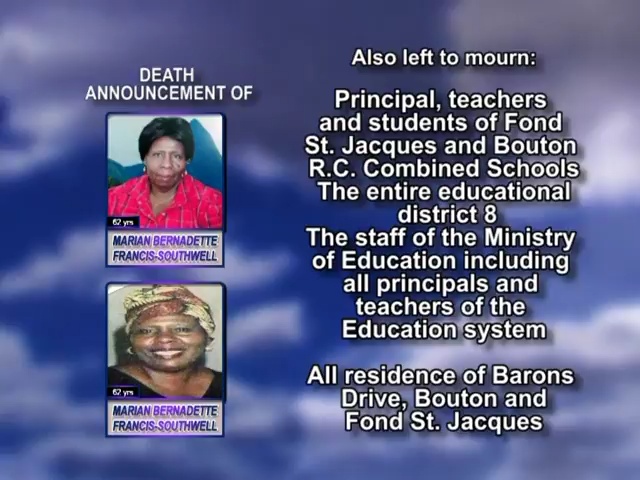 DEATH
ANNOUNCEMENT OF
62 yrs
MARIAN BERNADETTE
FRANCIS-SOUTHWELL
62 yrs
MARIAN BERNADETTE
FRANCIS-SOUTHWELL
Also left to mourn:
Principal, teachers
and students of Fond
St. Jacques and Bouton
R.C. Combined Schools
The entire educational
district 8
The staff of the Ministry
of Education including
all principals and
teachers of the
Education system
All residence of Barons
Drive, Bouton and
Fond St. Jacques